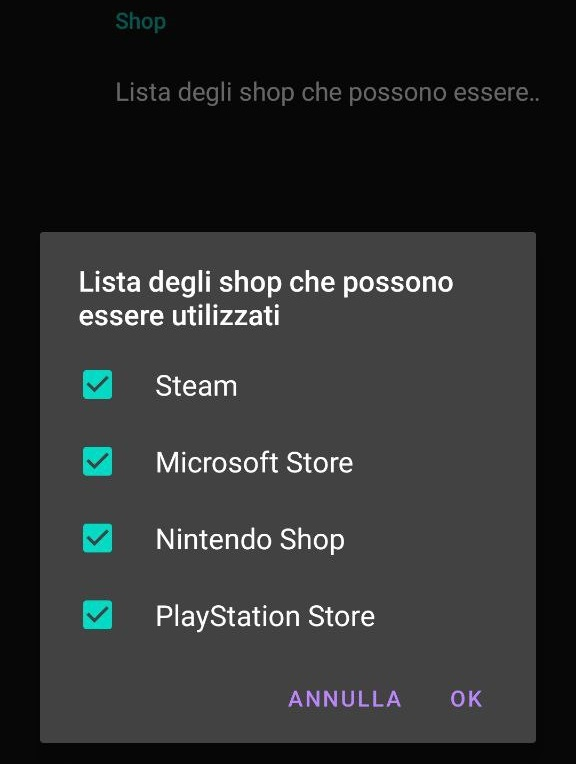 Shop
Lista degli shop che possono essere..
Lista degli shop che possono
essere utilizzati
Steam
Microsoft Store
Nintendo Shop
PlayStation Store
ANNULLA OK